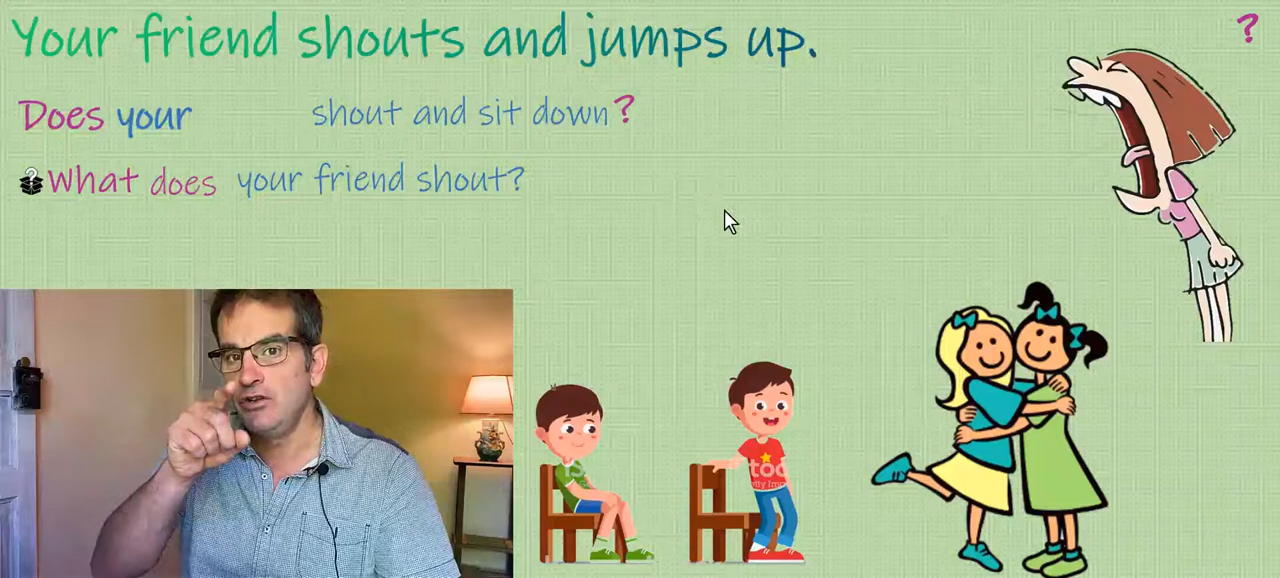 Your friend shouts and jumps up.
?
Does your shout and sit down?
?
What does your friend shout?